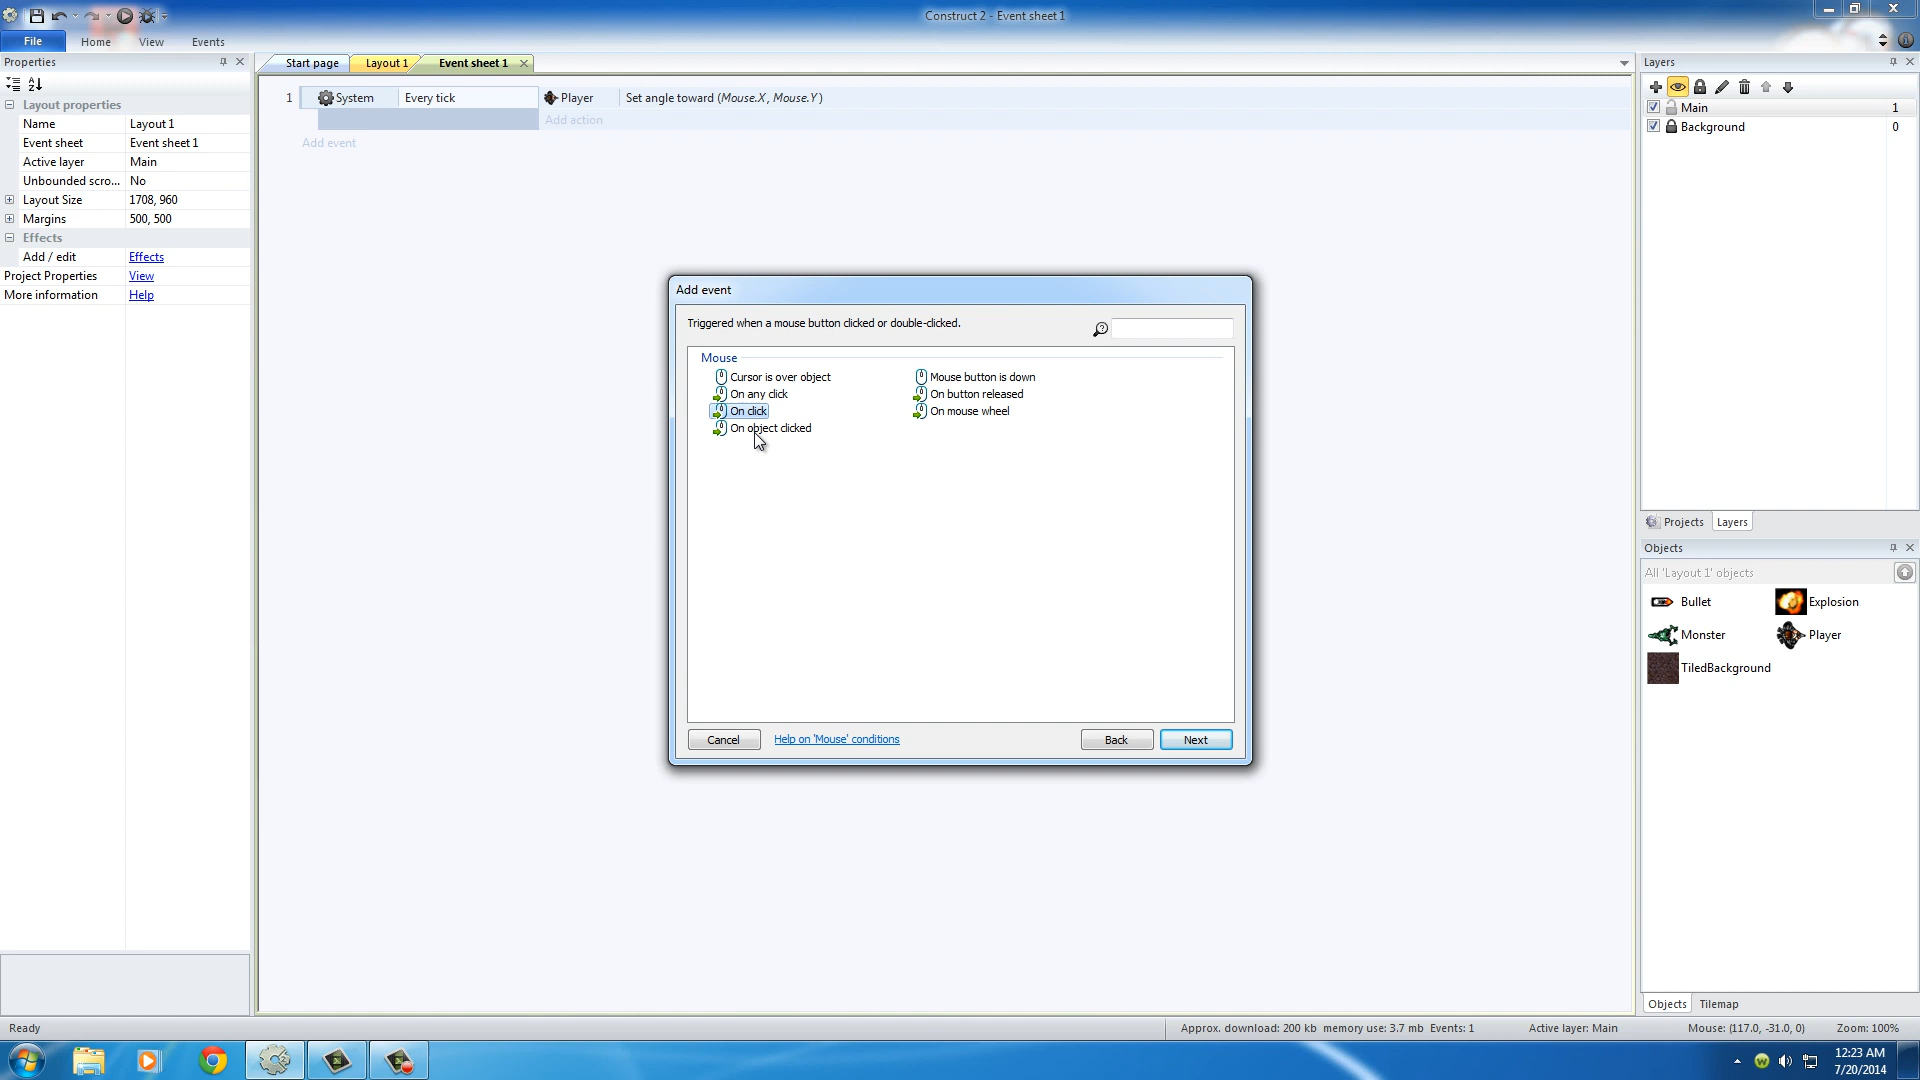 Construct 2 - Event sheet 1
File Home View Events
Properties
Start page Layout 1 Event sheet 1
Layers
Layout properties
Name Layout 1
Event sheet Event sheet 1
Active layer Main
Unbounded scro... No
Layout Size 1708, 960
Margins 500, 500
Effects
Add / edit Effects
Project Properties View
More information Help
1 System Every tick Player Set angle toward (Mouse.X, Mouse.Y)
Add action
Add event
Main 1
Background 0
Add event
Triggered when a mouse button clicked or double-clicked.
Mouse
Cursor is over object Mouse button is down
On any click On button released
On click On mouse wheel
On object clicked
Cancel Help on 'Mouse' conditions Back Next
Projects Layers
Objects
All 'Layout 1' objects
Bullet Explosion
Monster Player
TiledBackground
Objects Tilemap
Ready Approx. download: 200 kb memory use: 3.7 mb Events: 1 Active layer: Main Mouse: (117.0, -31.0, 0) Zoom: 100%
12:23 AM
7/20/2014